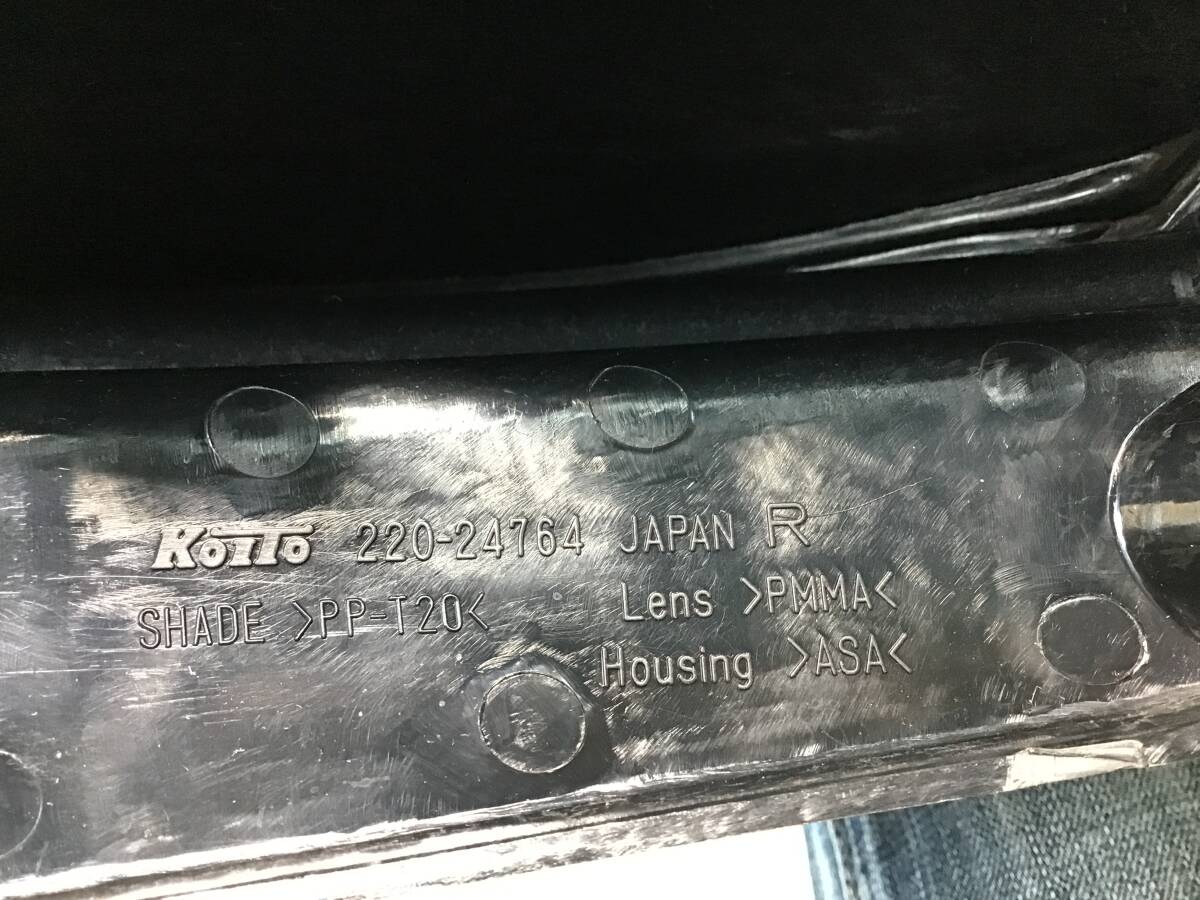 KOITO 220-24764 JAPAN R
SHADE >PP-T20< Lens >PMMA<
Housing >ASA<